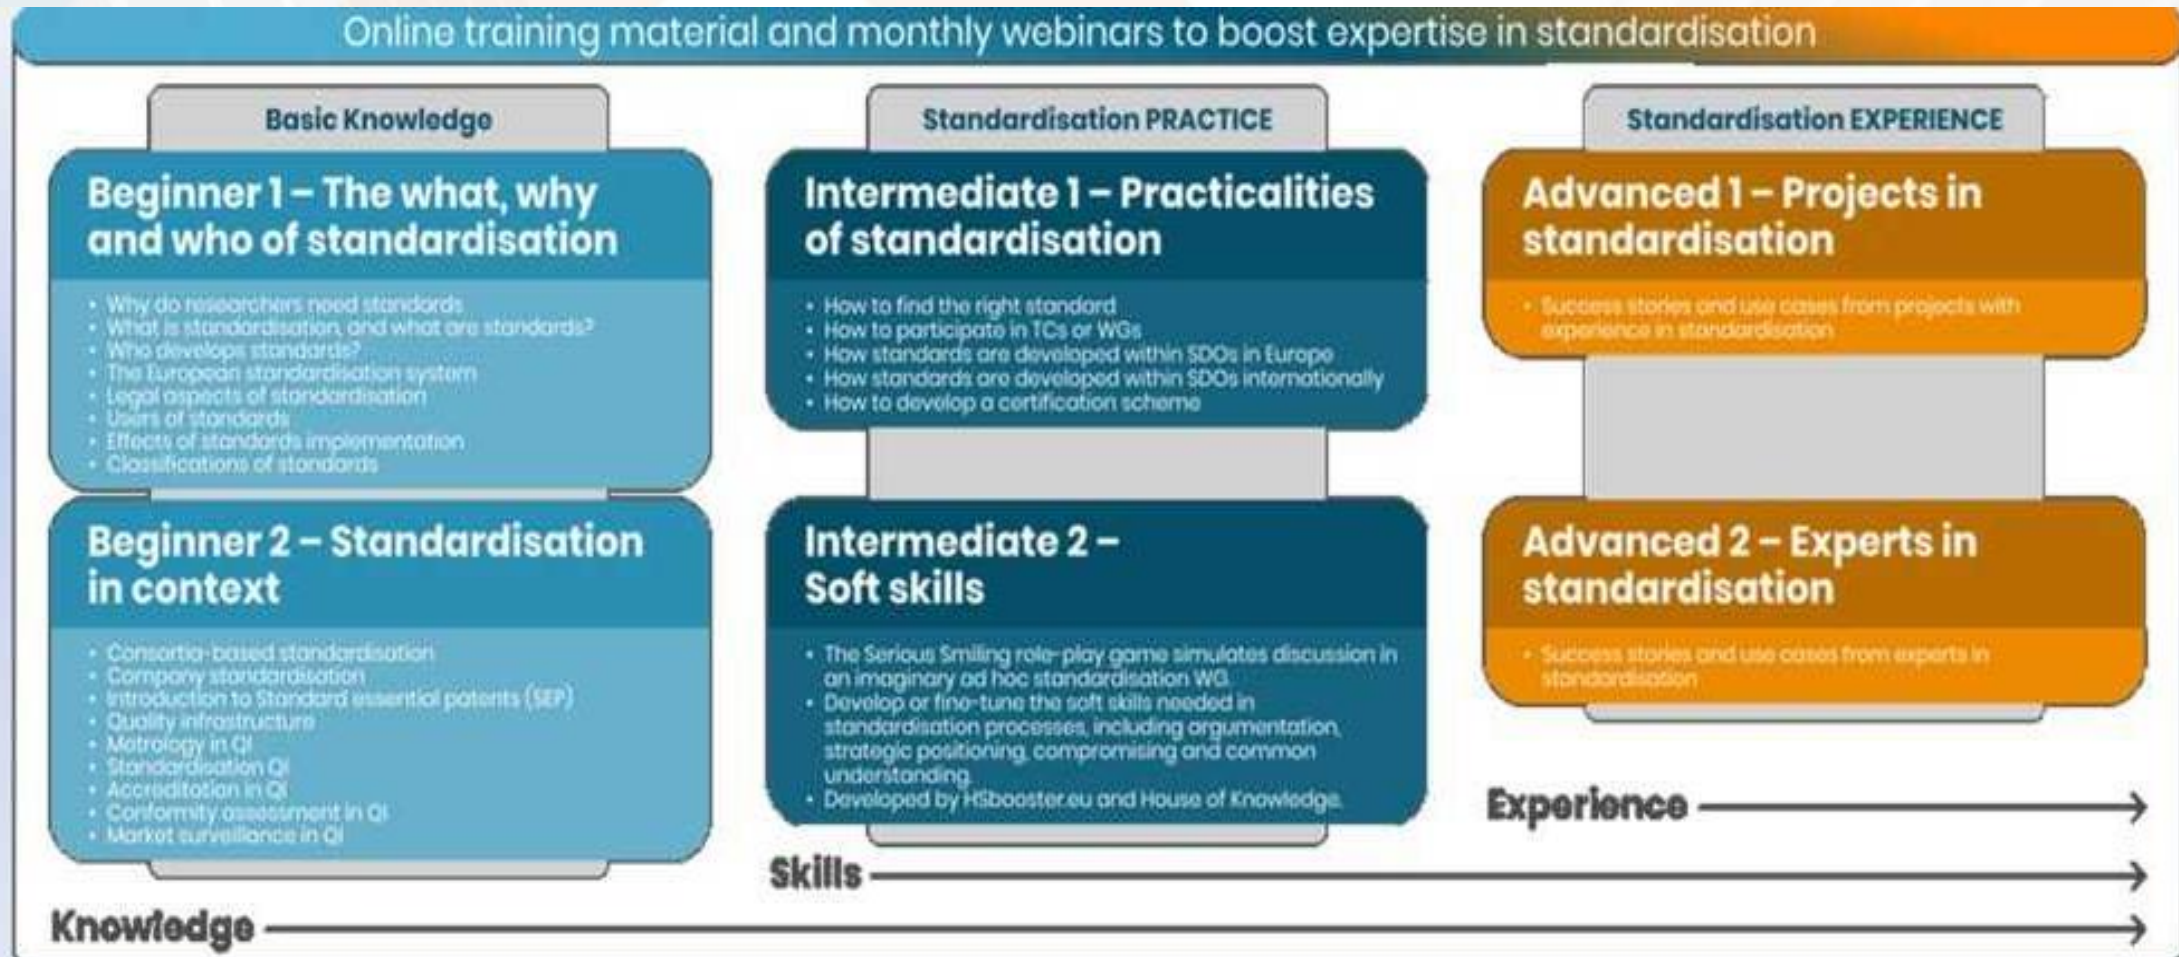 Online training material and monthly webinars to boost expertise in standardisation
Basic Knowledge
Beginner 1 – The what, why
and who of standardisation
• Why do researchers need standards
• What is standardisation, and what are standards?
• Who develops standards?
• The European standardisation system
• Legal aspects of standardisation
• Users of standards
• Effects of standards implementation
• Classifications of standards
Beginner 2 – Standardisation
in context
• Consortia-based standardisation
• Company standardisation
• Introduction to Standard essential patents (SEP)
• Quality infrastructure
• Metrology in QI
• Standardisation QI
• Accreditation in QI
• Conformity assessment in QI
• Market surveillance in QI
Standardisation PRACTICE
Intermediate 1 – Practicalities
of standardisation
• How to find the right standard
• How to participate in TCs or WGs
• How standards are developed within SDOs in Europe
• How standards are developed within SDOs internationally
• How to develop a certification scheme
Intermediate 2 –
Soft skills
• The Serious Smiling role-play game simulates discussion in
an imaginary ad hoc standardisation WG.
• Develop or fine-tune the soft skills needed in
standardisation processes, including argumentation,
strategic positioning, compromising and common
understanding.
• Developed by HSbooster.eu and House of Knowledge.
Standardisation EXPERIENCE
Advanced 1 – Projects in
standardisation
• Success stories and use cases from projects with
experience in standardisation
Advanced 2 – Experts in
standardisation
• Success stories and use cases from experts in
standardisation
Experience
Skills
Knowledge